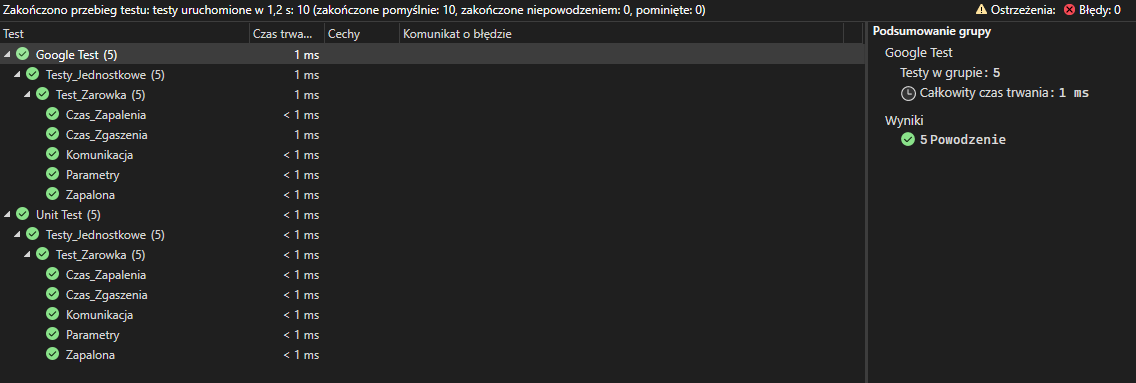 Zakończono przebieg testu: testy uruchomione w 1,2 s: 10 (zakończone pomyślnie: 10, zakończone niepowodzeniem: 0, pominięte: 0)
Ostrzeżenia: Błędy: 0
Test Czas trwa... Cechy Komunikat o błędzie
Google Test (5) 1 ms
Testy_Jednostkowe (5) 1 ms
Test_Zarowka (5) 1 ms
Czas_Zapalenia < 1 ms
Czas_Zgaszenia 1 ms
Komunikacja < 1 ms
Parametry < 1 ms
Zapalona < 1 ms
Unit Test (5) < 1 ms
Testy_Jednostkowe (5) < 1 ms
Test_Zarowka (5) < 1 ms
Czas_Zapalenia < 1 ms
Czas_Zgaszenia < 1 ms
Komunikacja < 1 ms
Parametry < 1 ms
Zapalona < 1 ms
Podsumowanie grupy
Google Test
Testy w grupie: 5
Całkowity czas trwania: 1 ms
Wyniki
5 Powodzenie